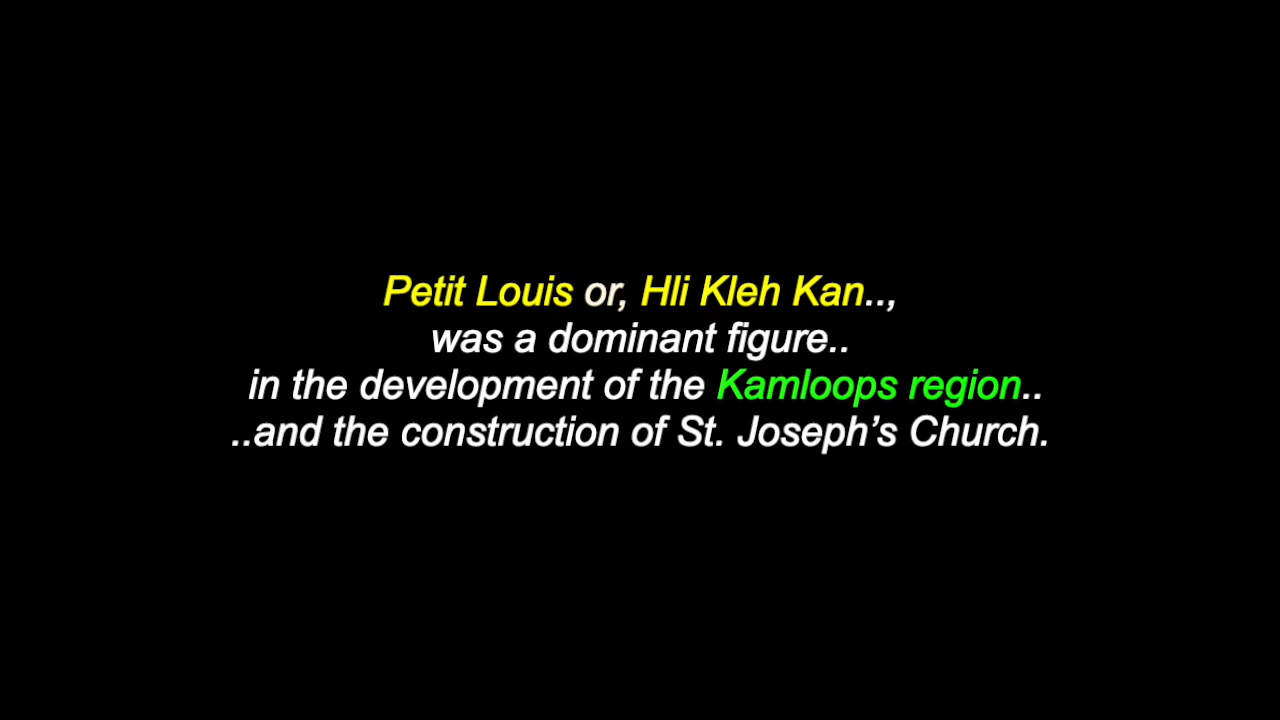 Petit Louis or, Hli Kleh Kan..,
was a dominant figure..
in the development of the Kamloops region..
..and the construction of St. Joseph’s Church.